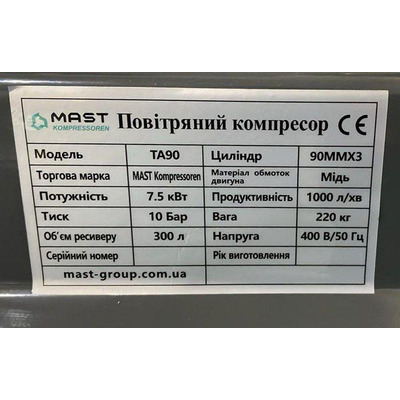 MAST
KOMPRESSOREN
Повітряний компресор CE
Модель TA90 Циліндр 90MMX3
Торгова марка MAST Kompressoren Матеріал обмоток двигуна Мідь
Потужність 7.5 кВт Продуктивність 1000 л/хв
Тиск 10 Бар Вага 220 кг
Об'єм ресиверу 300 л Напруга 400 В/50 Гц
Серійний номер Рік виготовлення
mast-group.com.ua